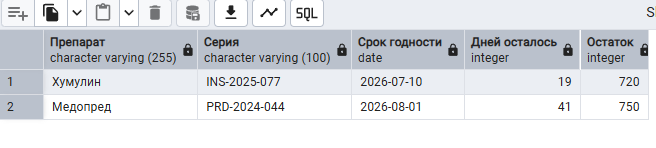 SQL
Препарат Серия Срок годности Дней осталось Остаток
character varying (255) character varying (100) date integer integer
1 Хумулин INS-2025-077 2026-07-10 19 720
2 Медопред PRD-2024-044 2026-08-01 41 750